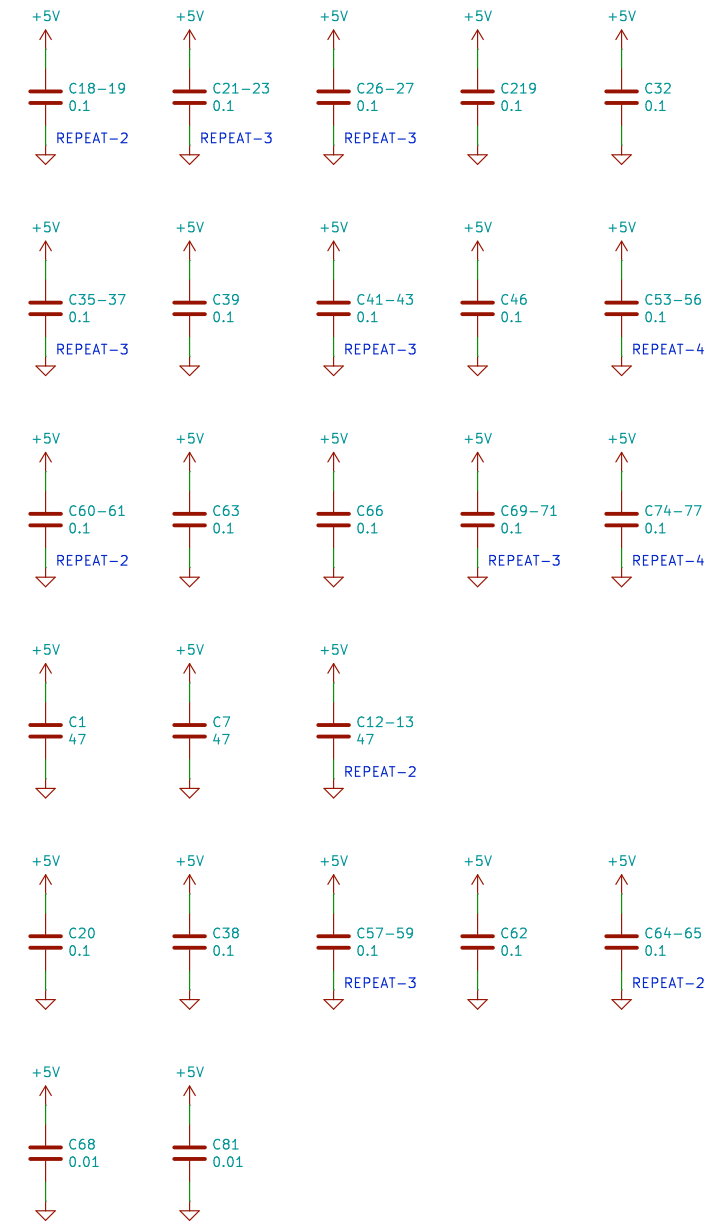 +5V +5V +5V +5V +5V
C18-19 C21-23 C26-27 C219 C32
0.1 0.1 0.1 0.1 0.1
REPEAT-2 REPEAT-3 REPEAT-3
+5V +5V +5V +5V +5V
C35-37 C39 C41-43 C46 C53-56
0.1 0.1 0.1 0.1 0.1
REPEAT-3 REPEAT-3 REPEAT-4
+5V +5V +5V +5V +5V
C60-61 C63 C66 C69-71 C74-77
0.1 0.1 0.1 0.1 0.1
REPEAT-2 REPEAT-3 REPEAT-4
+5V +5V +5V
C1 C7 C12-13
47 47 47
REPEAT-2
+5V +5V +5V +5V +5V
C20 C38 C57-59 C62 C64-65
0.1 0.1 0.1 0.1 0.1
REPEAT-3 REPEAT-2
+5V +5V
C68 C81
0.01 0.01